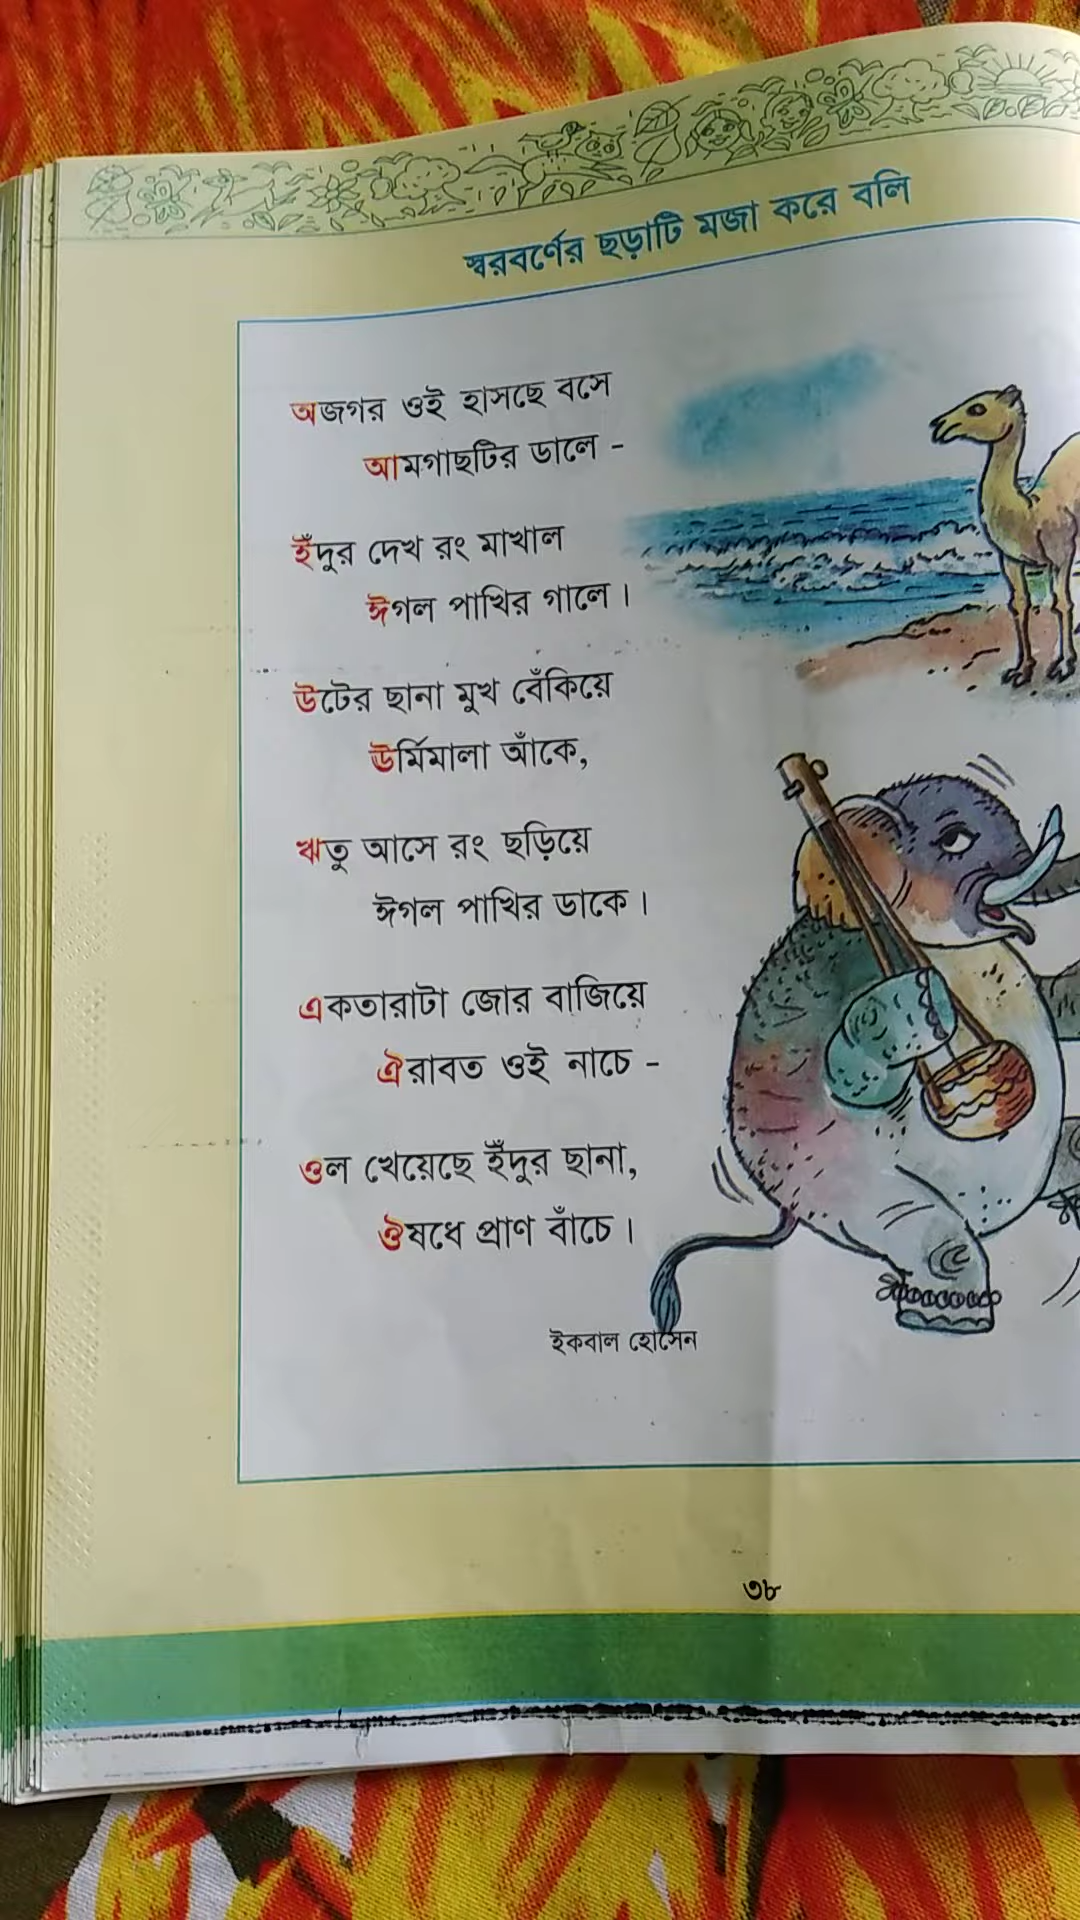 স্বরবর্ণের ছড়াটি মজা করে বলি
অজগর ওই হাসছে বসে
আমগাছটির ডালে -
ইঁদুর দেখ রং মাখাল
ঈগল পাখির গালে ।
উটের ছানা মুখ বেঁকিয়ে
ঊর্মিমালা আঁকে,
ঋতু আসে রং ছড়িয়ে
ঈগল পাখির ডাকে ।
একতারাটা জোর বাজিয়ে
ঐরাবত ওই নাচে -
ওল খেয়েছে ইঁদুর ছানা,
ঔষধে প্রাণ বাঁচে ।
ইকবাল হোসেন
৩৮